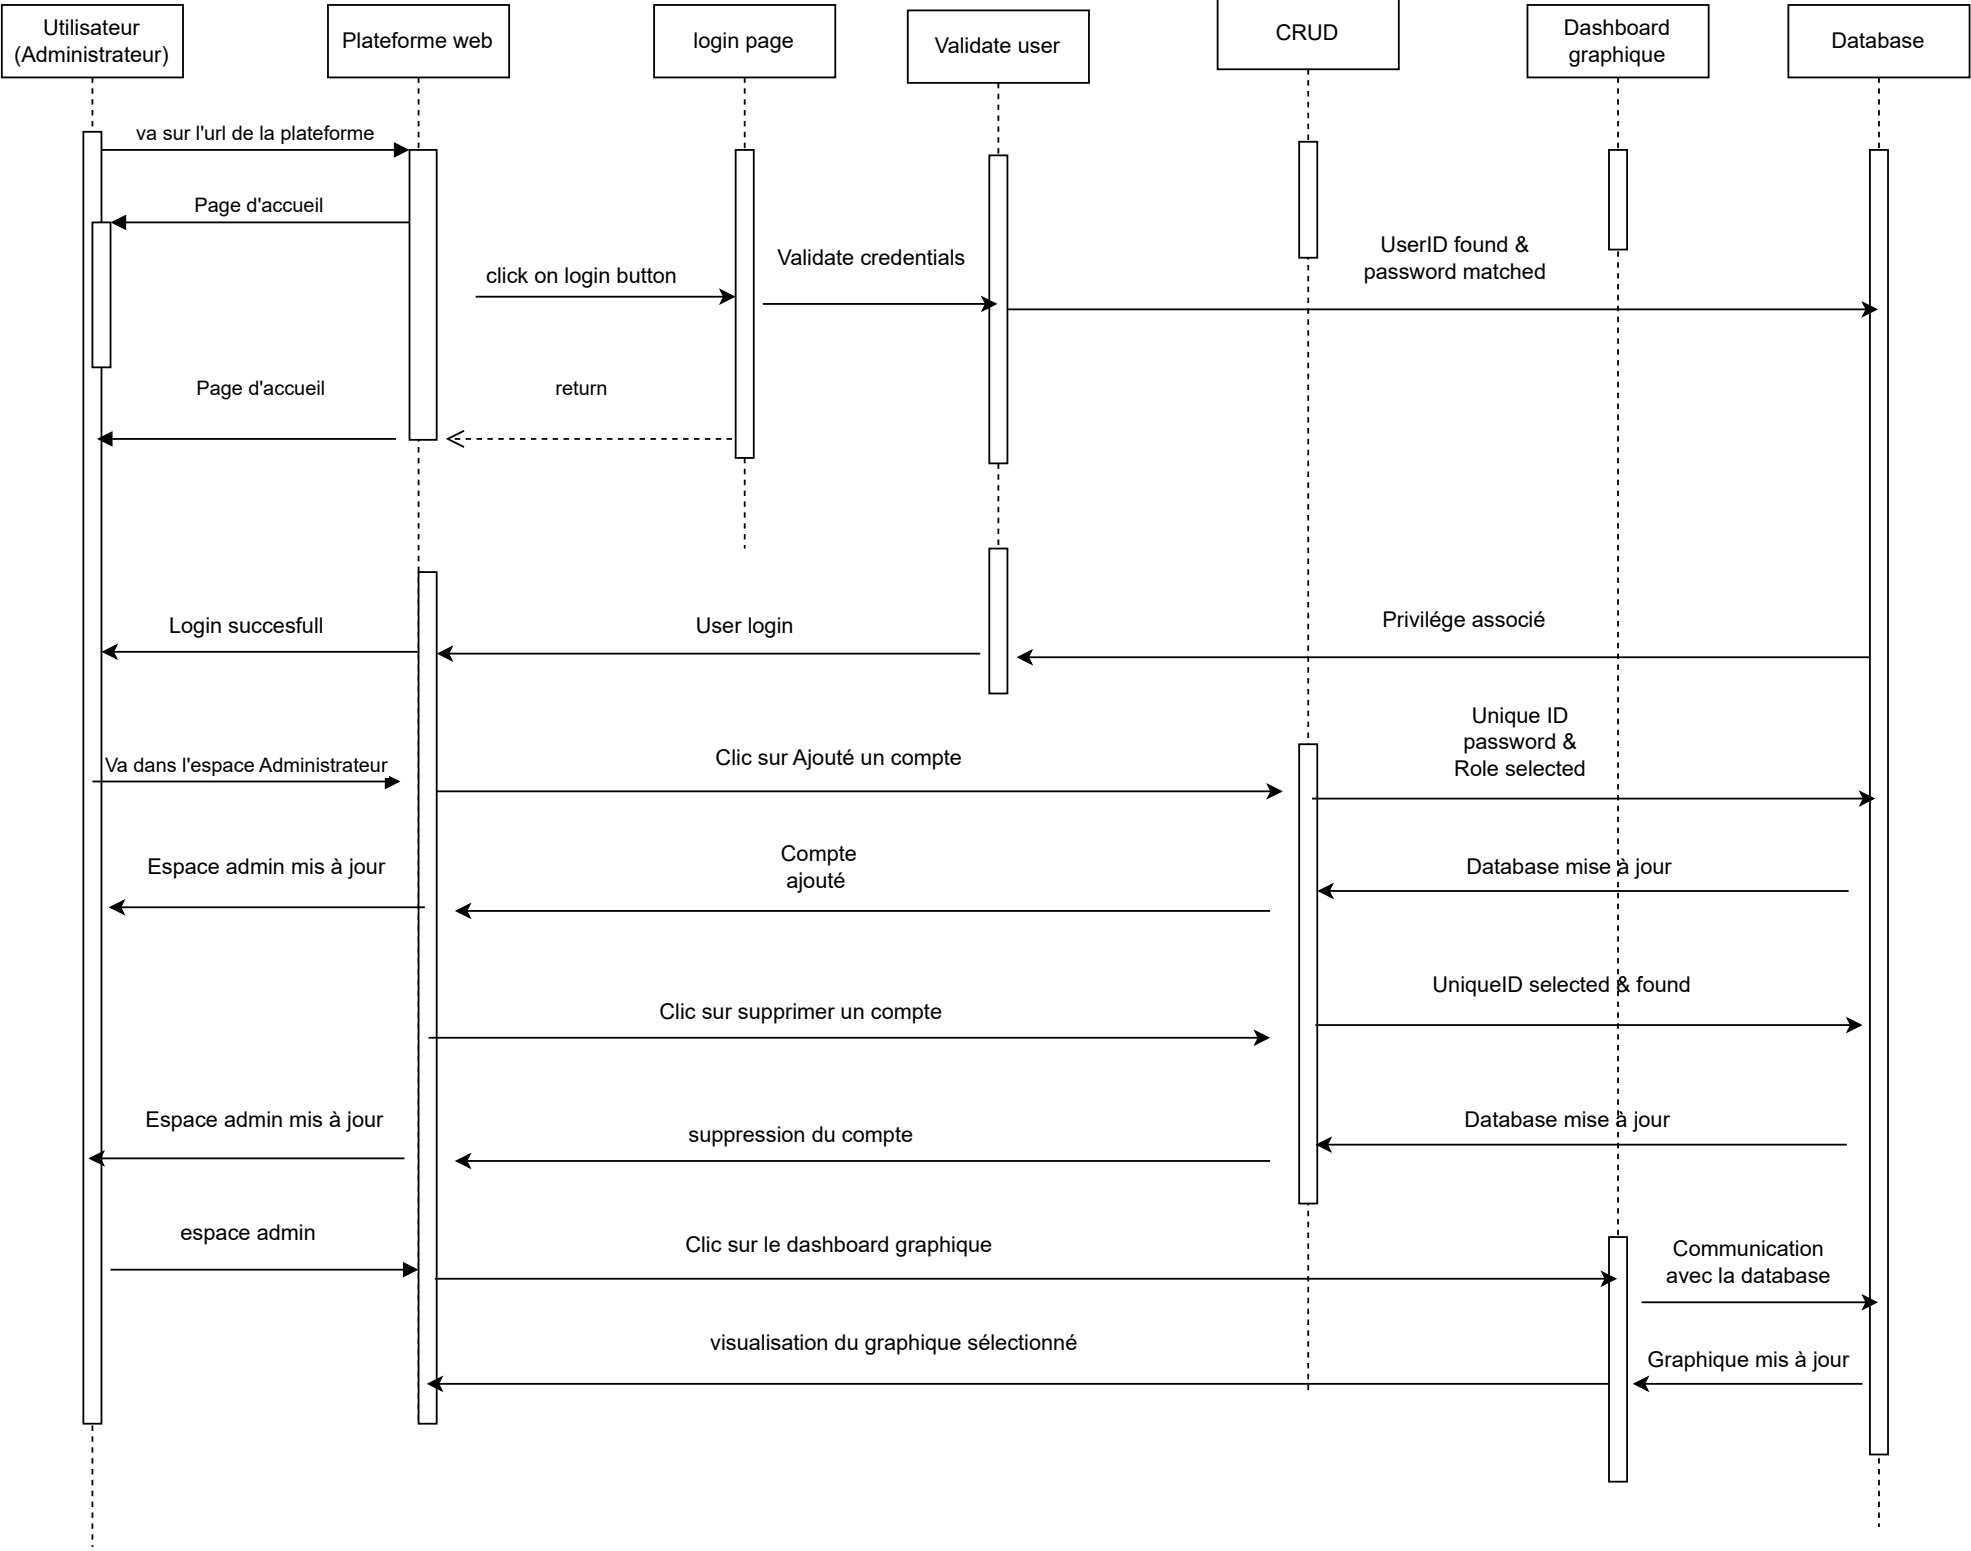 Utilisateur
(Administrateur)
Plateforme web
login page
Validate user
CRUD
Dashboard
graphique
Database
va sur l'url de la plateforme
Page d'accueil
click on login button
Validate credentials
UserID found &
password matched
Page d'accueil
return
Login succesfull
User login
Privilége associé
Va dans l'espace Administrateur
Clic sur Ajouté un compte
Unique ID
password &
Role selected
Espace admin mis à jour
Compte
ajouté
Database mise à jour
Clic sur supprimer un compte
UniqueID selected & found
Espace admin mis à jour
suppression du compte
Database mise à jour
espace admin
Clic sur le dashboard graphique
Communication
avec la database
visualisation du graphique sélectionné
Graphique mis à jour